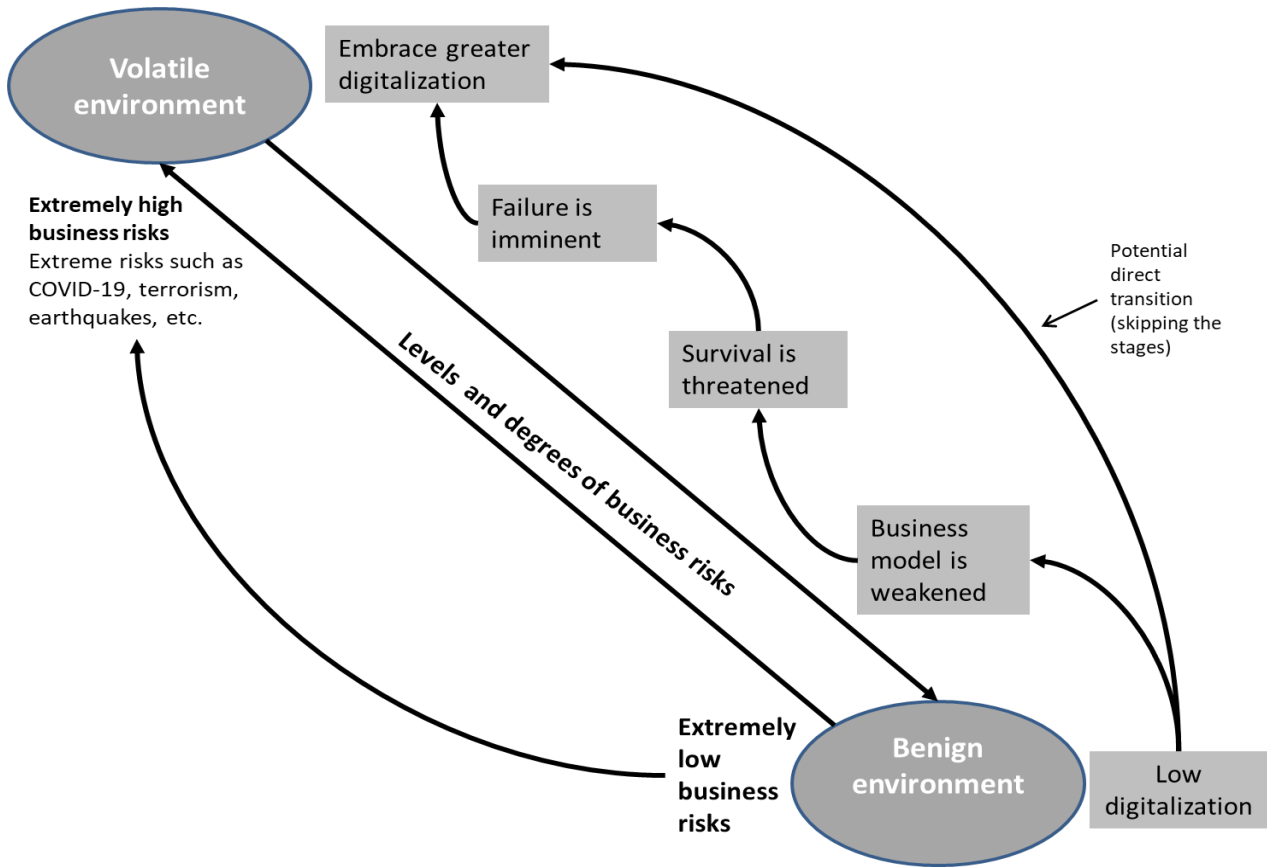 Volatile
environment
Embrace greater
digitalization
Extremely high
business risks
Extreme risks such as
COVID-19, terrorism,
earthquakes, etc.
Failure is
imminent
Potential
direct
transition
(skipping the
stages)
Survival is
threatened
Levels and degrees of business risks
Business
model is
weakened
Extremely
low
business
risks
Benign
environment
Low
digitalization